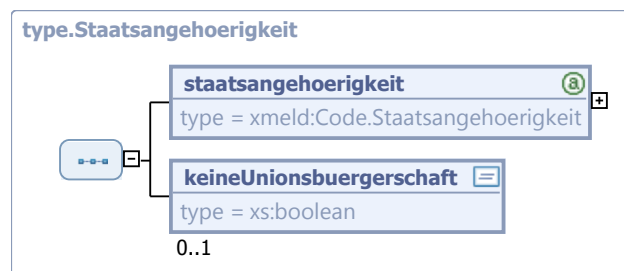 type.Staatsangehoerigkeit
staatsangehoerigkeit
type = xmeld:Code.Staatsangehoerigkeit
keineUnionsbuergerschaft
type = xs:boolean
0..1